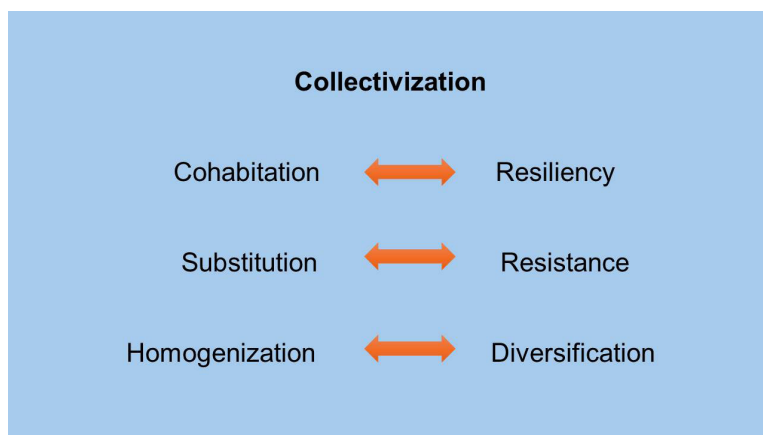 Collectivization
Cohabitation Resiliency
Substitution Resistance
Homogenization Diversification